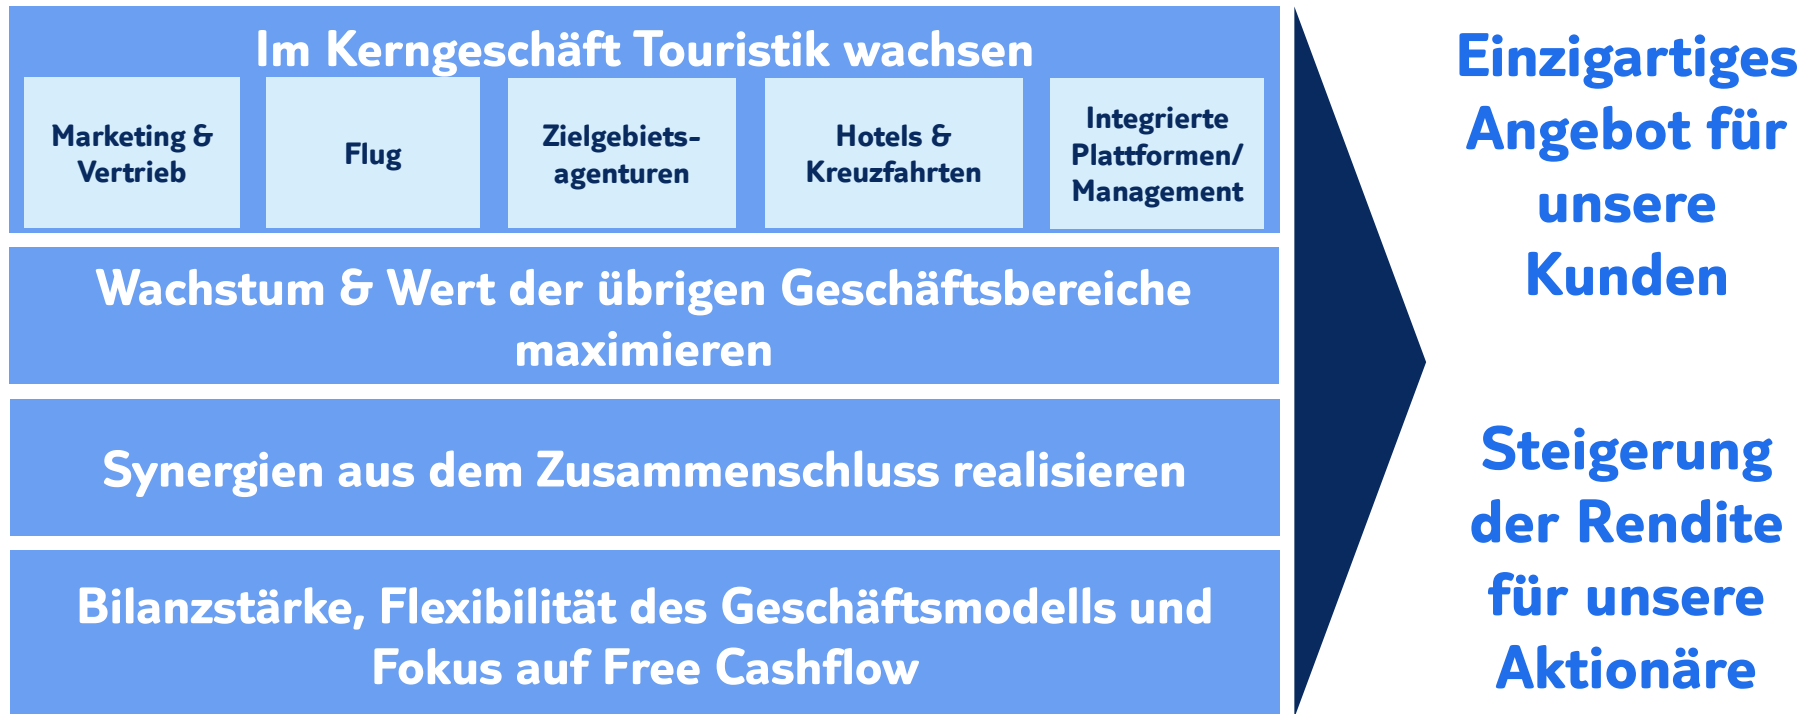 Im Kerngeschäft Touristik wachsen
Marketing &
Vertrieb
Flug
Zielgebiets-
agenturen
Hotels &
Kreuzfahrten
Integrierte
Plattformen/
Management
Wachstum & Wert der übrigen Geschäftsbereiche
maximieren
Synergien aus dem Zusammenschluss realisieren
Bilanzstärke, Flexibilität des Geschäftsmodells und
Fokus auf Free Cashflow
Einzigartiges
Angebot für
unsere
Kunden
Steigerung
der Rendite
für unsere
Aktionäre